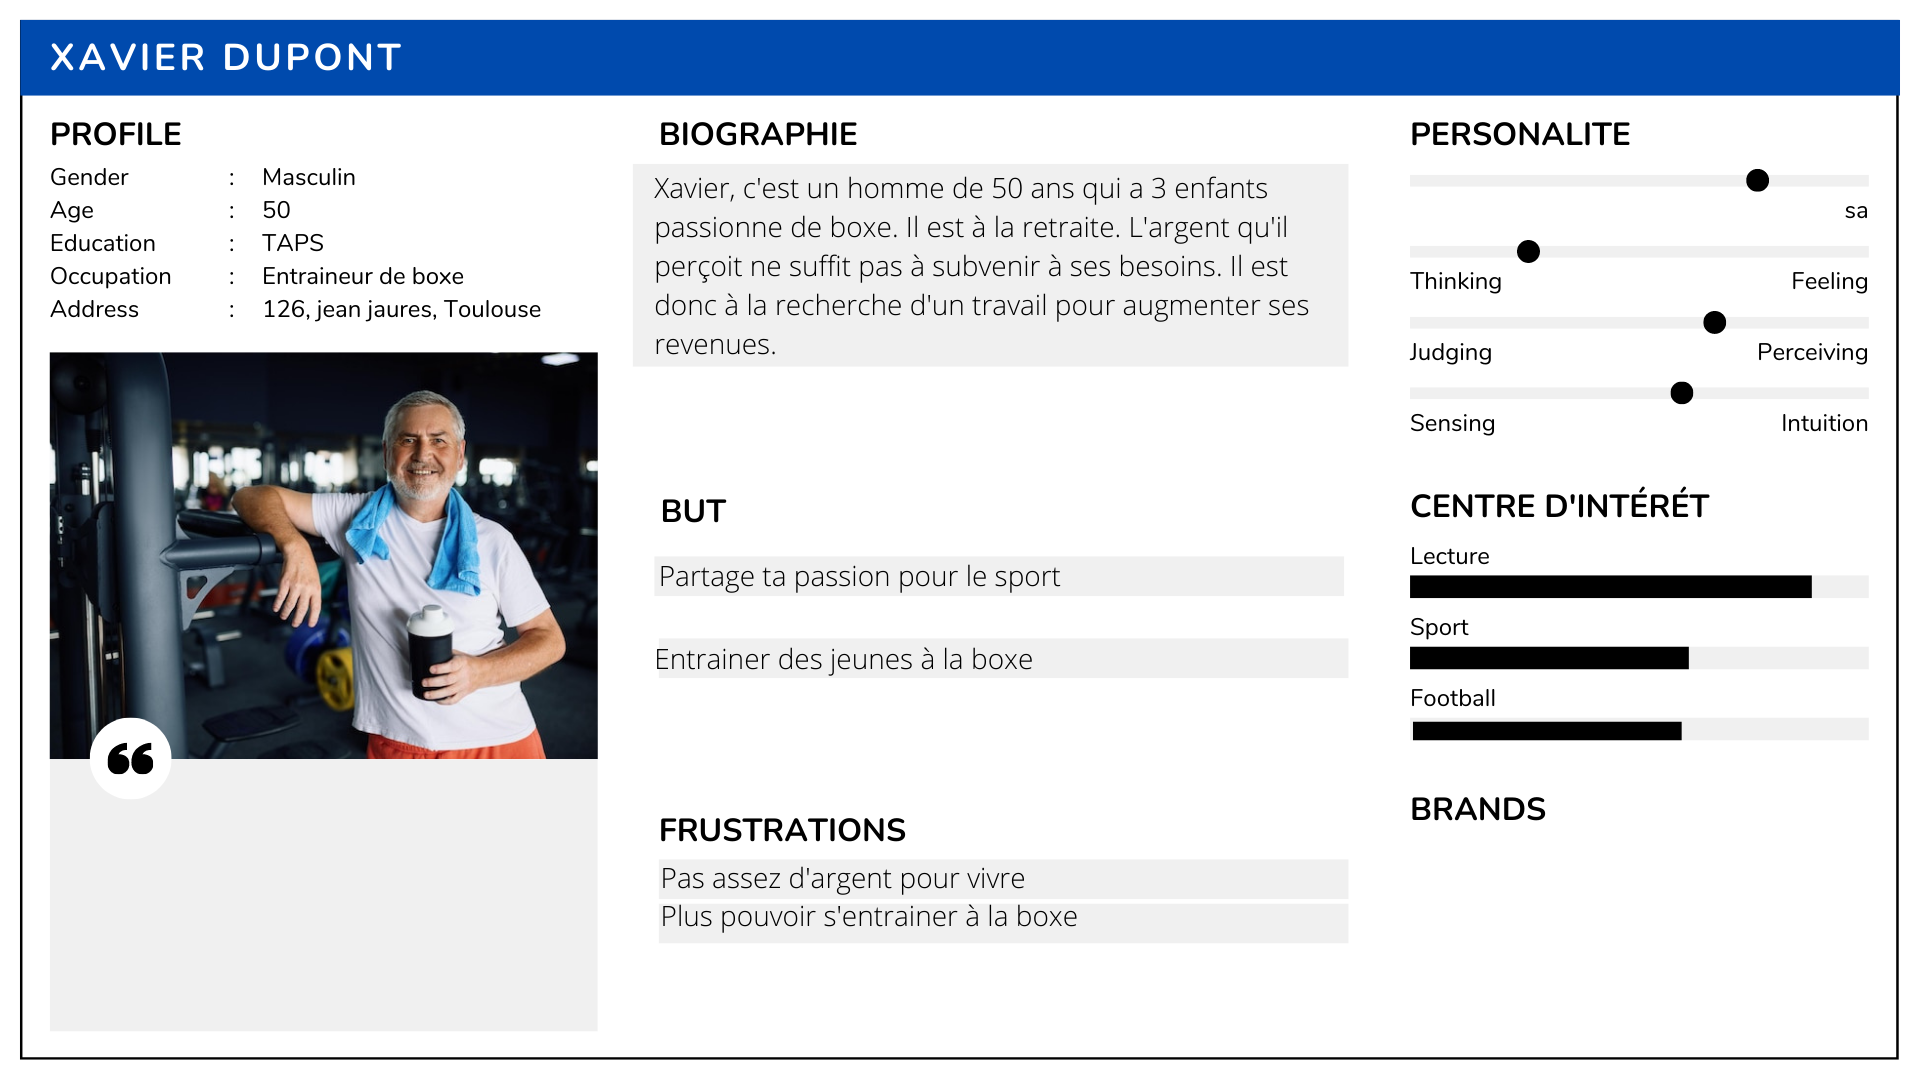 XAVIER DUPONT
PROFILE
Gender : Masculin
Age : 50
Education : TAPS
Occupation : Entraineur de boxe
Address : 126, jean jaures, Toulouse
“
BIOGRAPHIE
Xavier, c'est un homme de 50 ans qui a 3 enfants
passionne de boxe. Il est à la retraite. L'argent qu'il
perçoit ne suffit pas à subvenir à ses besoins. Il est
donc à la recherche d'un travail pour augmenter ses
revenues.
BUT
Partage ta passion pour le sport
Entrainer des jeunes à la boxe
FRUSTRATIONS
Pas assez d'argent pour vivre
Plus pouvoir s'entrainer à la boxe
PERSONALITE
sa
Thinking Feeling
Judging Perceiving
Sensing Intuition
CENTRE D'INTÉRÉT
Lecture
Sport
Football
BRANDS